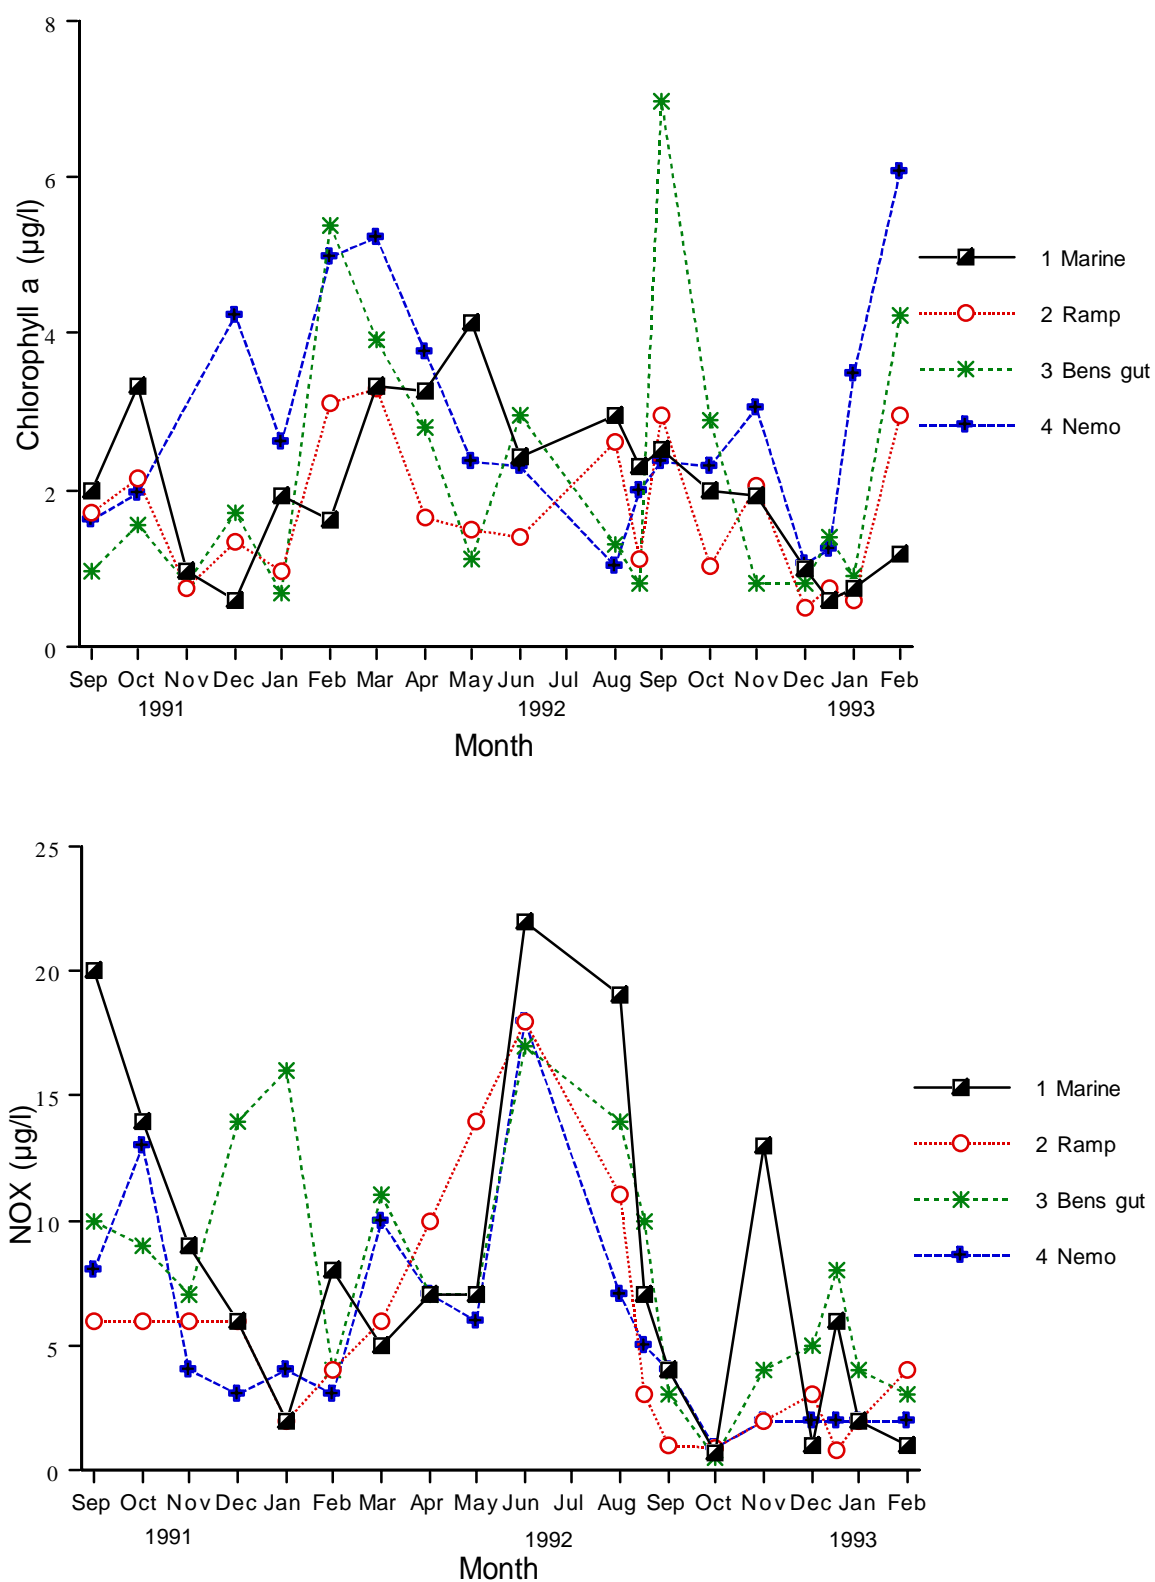 8
6
4
2
0
Chlorophyll a (µg/l)
Sep Oct Nov Dec Jan Feb Mar Apr May Jun Jul Aug Sep Oct Nov Dec Jan Feb
1991 1992 1993
Month
1 Marine
2 Ramp
3 Bens gut
4 Nemo
25
20
15
10
5
0
NOX (µg/l)
Sep Oct Nov Dec Jan Feb Mar Apr May Jun Jul Aug Sep Oct Nov Dec Jan Feb
1991 1992 1993
Month
1 Marine
2 Ramp
3 Bens gut
4 Nemo